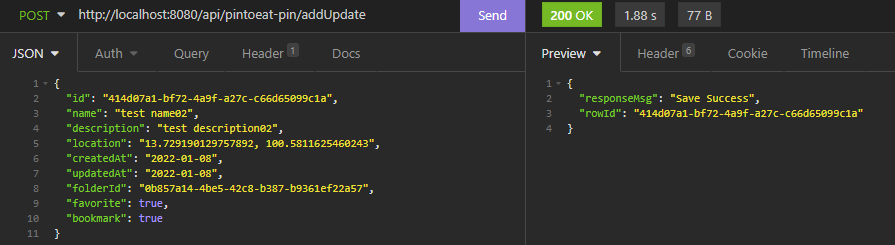 POST http://localhost:8080/api/pintoeat-pin/addUpdate Send 200 OK 1.88 s 77 B
JSON Auth Query Header 1 Docs Preview Header 6 Cookie Timeline
1 {
2 "id": "414d07a1-bf72-4a9f-a27c-c66d65099c1a",
3 "name": "test name02",
4 "description": "test description02",
5 "location": "13.729190129757892, 100.5811625460243",
6 "createdAt": "2022-01-08",
7 "updatedAt": "2022-01-08",
8 "folderId": "0b857a14-4be5-42c8-b387-b9361ef22a57",
9 "favorite": true,
10 "bookmark": true
11 }
1 {
2 "responseMsg": "Save Success",
3 "rowId": "414d07a1-bf72-4a9f-a27c-c66d65099c1a"
4 }